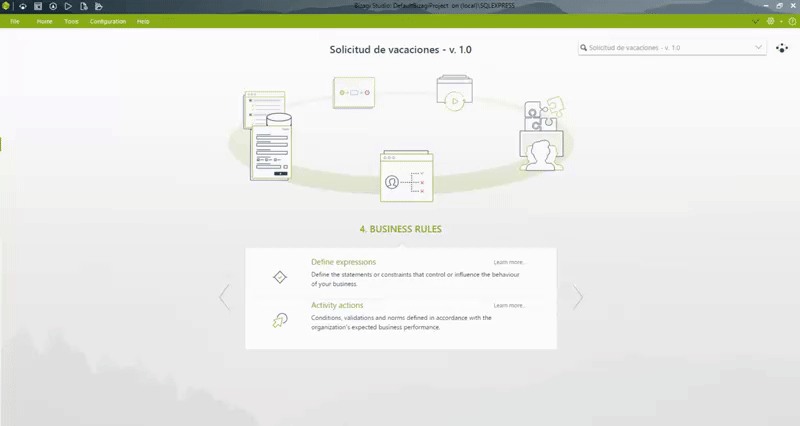 Bizagi Studio: DefaultBizagiProject on (local)\SQLEXPRESS
File Home Tools Configuration Help
Solicitud de vacaciones - v. 1.0
Solicitud de vacaciones - v. 1.0
4. BUSINESS RULES
Define expressions Learn more...
Define the statements or constraints that control or influence the behaviour
of your business.
Activity actions Learn more...
Conditions, validations and norms defined in accordance with the
organization's expected business performance.